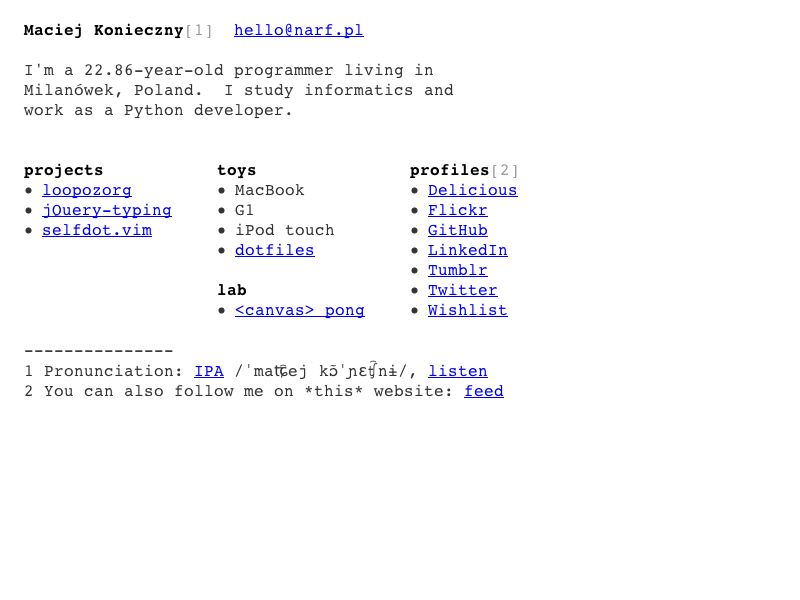 Maciej Konieczny[1]  hello@narf.pl
I'm a 22.86-year-old programmer living in
Milanówek, Poland.  I study informatics and
work as a Python developer.
projects
• loopozorg
• jQuery-typing
• selfdot.vim
toys
• MacBook
• G1
• iPod touch
• dotfiles
lab
• <canvas> pong
profiles[2]
• Delicious
• Flickr
• GitHub
• LinkedIn
• Tumblr
• Twitter
• Wishlist
---------------
1 Pronunciation: IPA /ˈmat͡ɕej kɔ̃ˈɲɛt͡ʃnɨ/, listen
2 You can also follow me on *this* website: feed